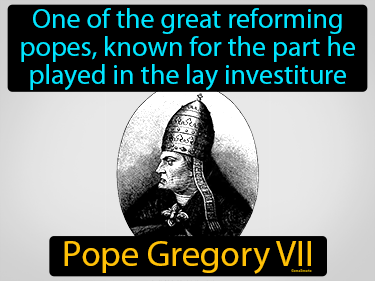 One of the great reforming
popes, known for the part he
played in the lay investiture
Pope Gregory VII